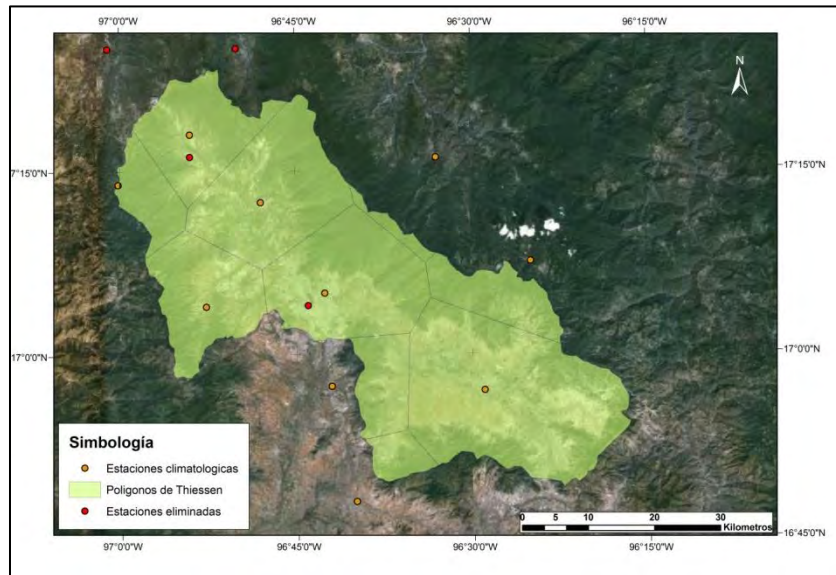 97°0'0"W 96°45'0"W 96°30'0"W 96°15'0"W
N
17°15'0"N 17°15'0"N
17°0'0"N 17°0'0"N
Simbología
Estaciones climatologicas
Poligonos de Thiessen
Estaciones eliminadas
0 5 10 20 30
Kilometros
16°45'0"N
97°0'0"W 96°45'0"W 96°30'0"W 96°15'0"W